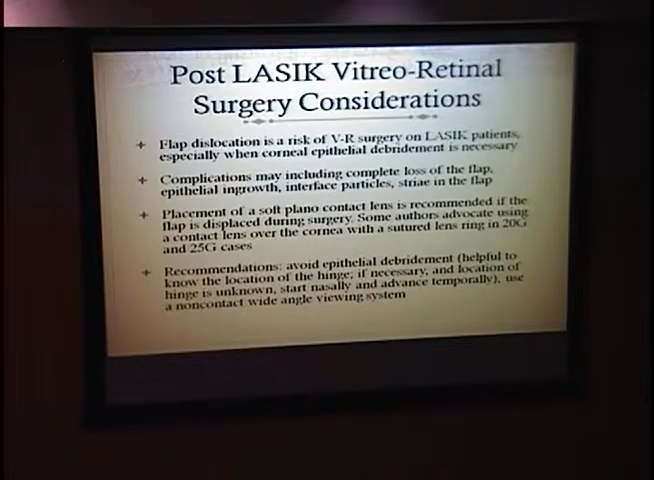 Post LASIK Vitreo-Retinal
Surgery Considerations
Flap dislocation is a risk of V-R surgery on LASIK patients,
especially when corneal epithelial debridement is necessary
Complications may including complete loss of the flap,
epithelial ingrowth, interface particles, striae in the flap
Placement of a soft plano contact lens is recommended if the
flap is displaced during surgery. Some authors advocate using
a contact lens over the cornea with a sutured lens ring in 20G
and 25G cases
Recommendations: avoid epithelial debridement (helpful to
know the location of the hinge; if necessary, and location of
hinge is unknown, start nasally and advance temporally), use
a noncontact wide angle viewing system